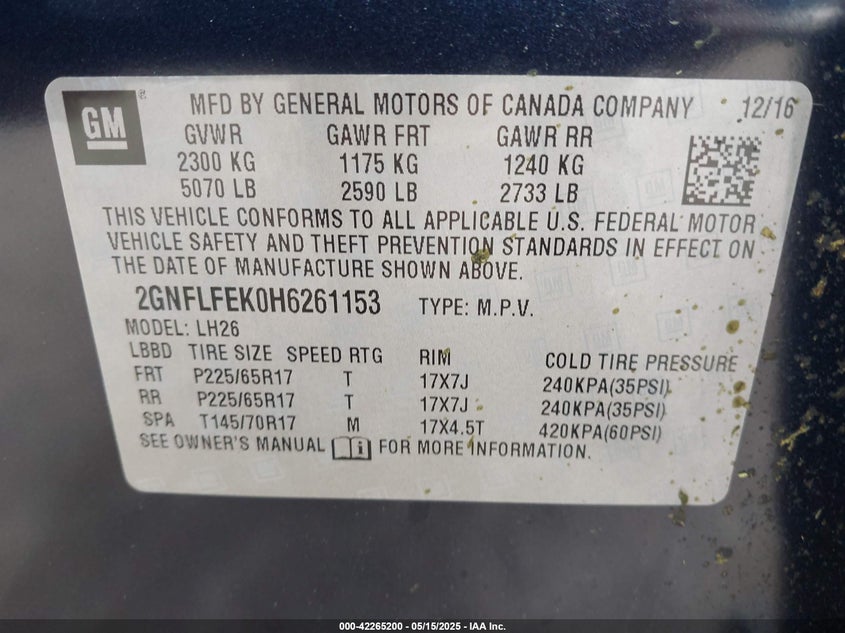 GM ® MFD BY GENERAL MOTORS OF CANADA COMPANY 12/16
GVWR GAWR FRT GAWR RR
2300 KG 1175 KG 1240 KG
5070 LB 2590 LB 2733 LB
THIS VEHICLE CONFORMS TO ALL APPLICABLE U.S. FEDERAL MOTOR
VEHICLE SAFETY AND THEFT PREVENTION STANDARDS IN EFFECT ON
THE DATE OF MANUFACTURE SHOWN ABOVE.
2GNFLFEK0H6261153 TYPE: M.P.V.
MODEL: LH26
LBBD TIRE SIZE SPEED RTG RIM COLD TIRE PRESSURE
FRT P225/65R17 T 17X7J 240KPA(35PSI)
RR P225/65R17 T 17X7J 240KPA(35PSI)
SPA T145/70R17 M 17X4.5T 420KPA(60PSI)
SEE OWNER'S MANUAL i FOR MORE INFORMATION.
000-42265200 - 05/15/2025 - IAA Inc.